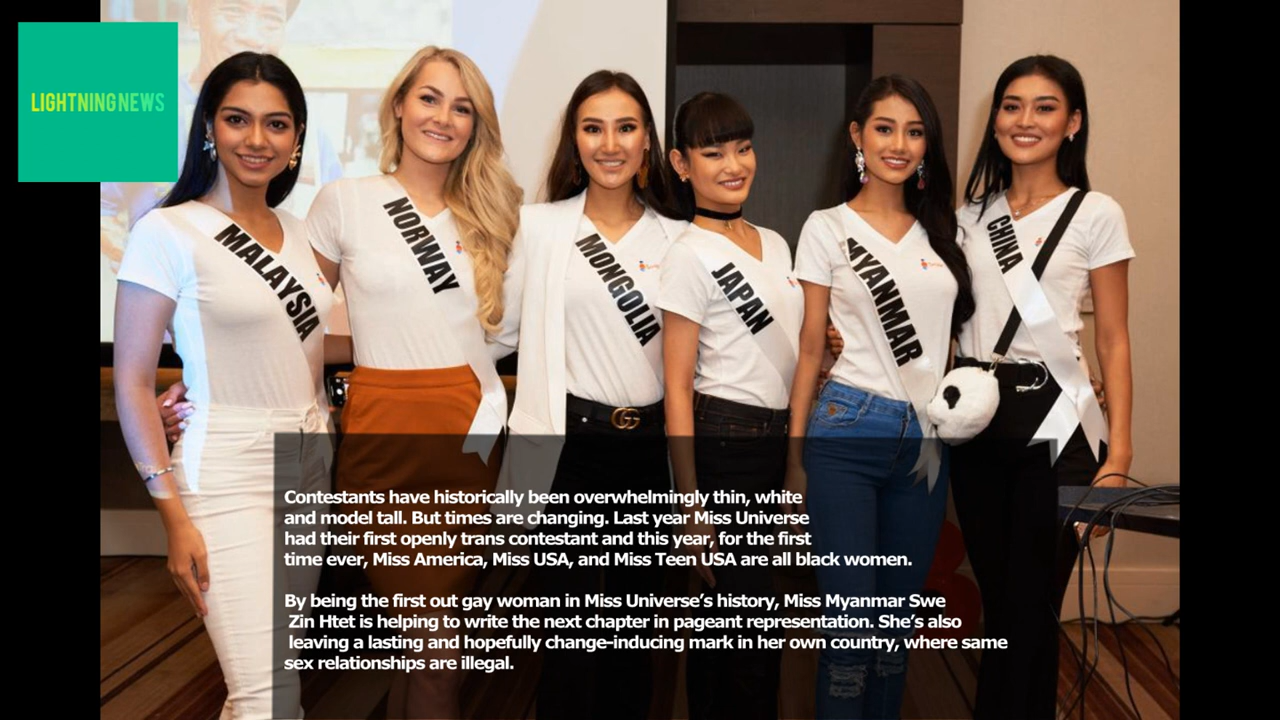 LIGHTNINGNEWS
MALAYSIA
NORWAY
MONGOLIA
JAPAN
MYANMAR
CHINA
Contestants have historically been overwhelmingly thin, white
and model tall. But times are changing. Last year Miss Universe
had their first openly trans contestant and this year, for the first
time ever, Miss America, Miss USA, and Miss Teen USA are all black women.
By being the first out gay woman in Miss Universe’s history, Miss Myanmar Swe
Zin Htet is helping to write the next chapter in pageant representation. She’s also
leaving a lasting and hopefully change-inducing mark in her own country, where same
sex relationships are illegal.